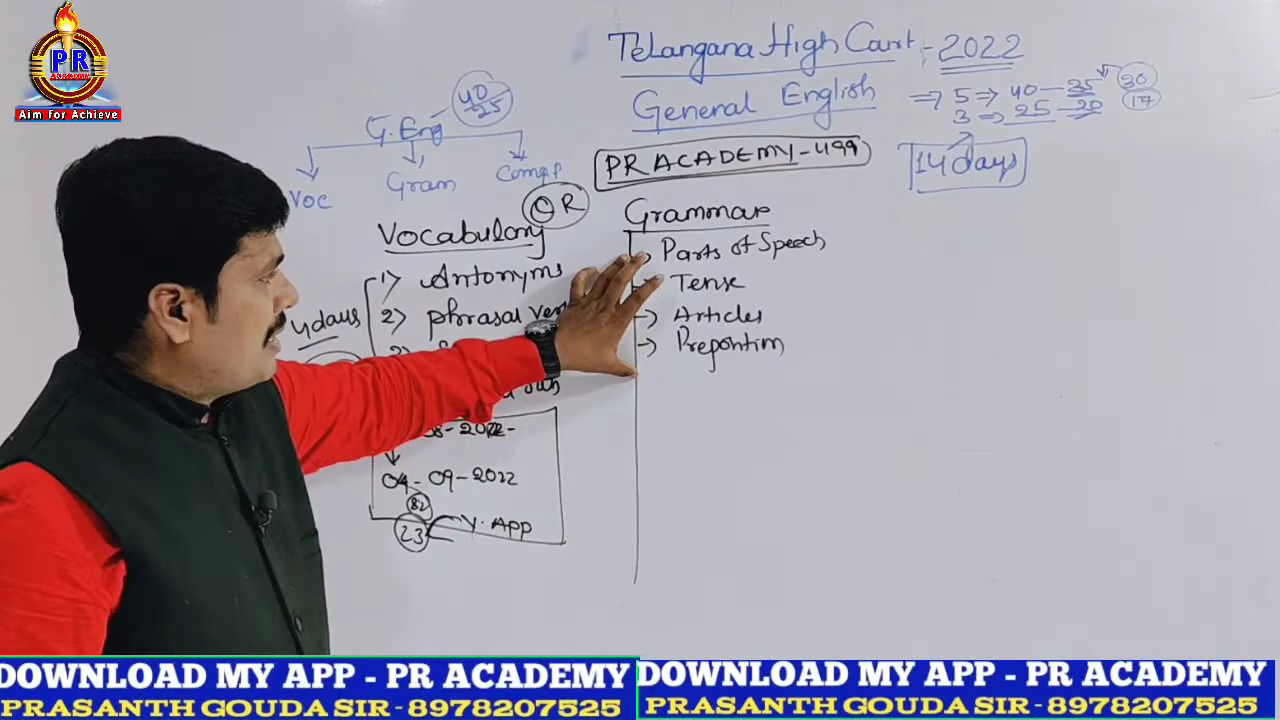 PR
ACADEMY
Aim For Achieve
Telangana High Court - 2022
General English
=> 5 => 40 - 35 30
3 => 25 - 20 17
14 days
G. Eng 40/25
Voc
Gram
Comp
PR ACADEMY-499
OR
Vocabulary
1) Antonyms
2) phrasal
4 days
2022-
04-09-2022
82
23 Y. App
Grammar
-> Parts of Speech
-> Tense
-> Articles
->
DOWNLOAD MY APP - PR ACADEMY
PRASANTH GOUDA SIR - 8978207525
DOWNLOAD MY APP - PR ACADEMY
PRASANTH GOUDA SIR - 8978207525